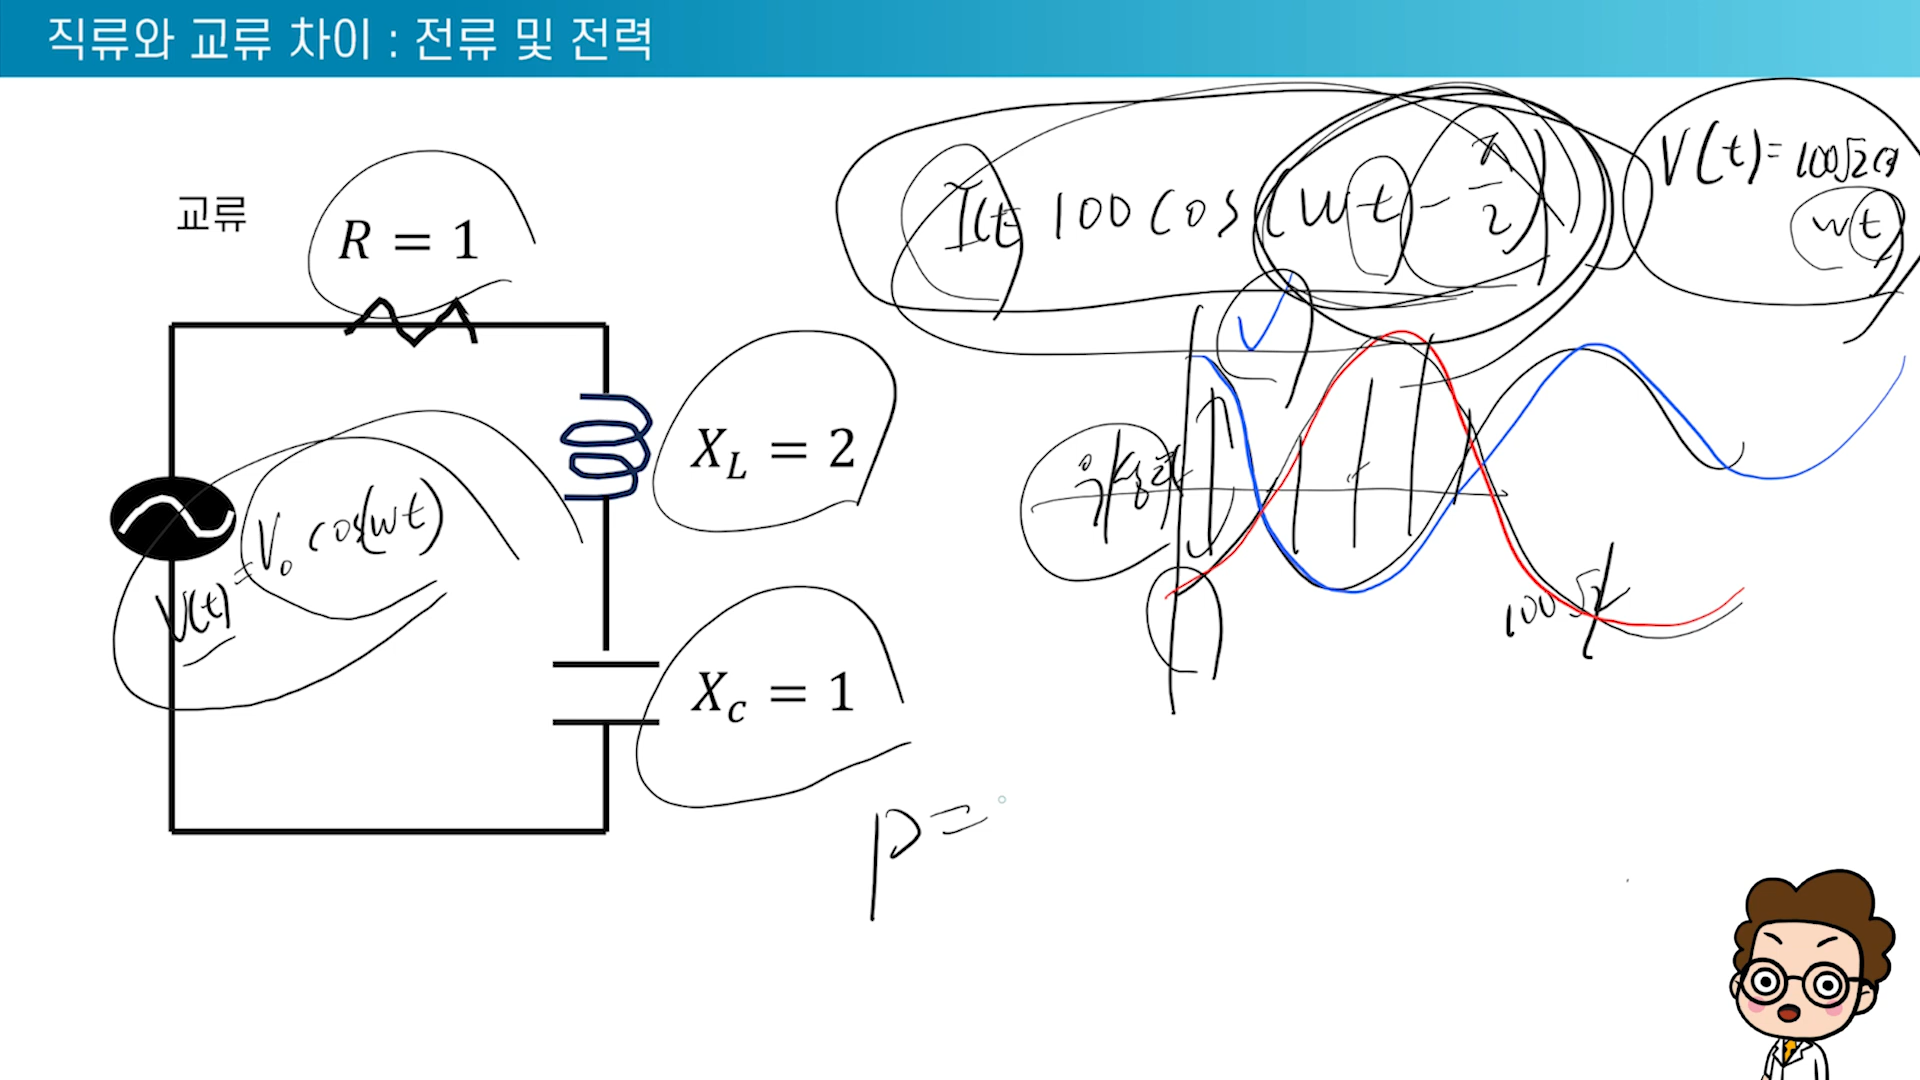 직류와 교류 차이 : 전류 및 전력
교류
R = 1
I(t 100 cos (wt - π/2)
V(t)= 100√2 cos
wt
X_L = 2
V(t) = V₀ cos(wt)
100√2
X_c = 1
P =